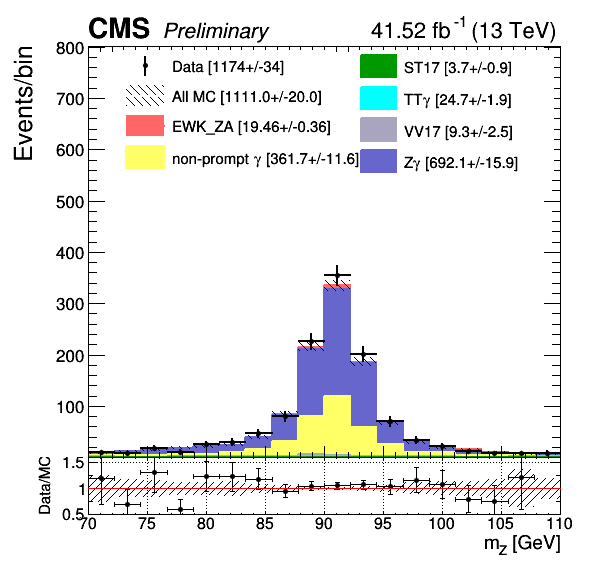 CMS Preliminary 41.52 fb⁻¹ (13 TeV)
Events/bin
800
700
600
500
400
300
200
100
Data [1174+/-34]
All MC [1111.0+/-20.0]
EWK_ZA [19.46+/-0.36]
non-prompt γ [361.7+/-11.6]
ST17 [3.7+/-0.9]
TTγ [24.7+/-1.9]
VV17 [9.3+/-2.5]
Zγ [692.1+/-15.9]
Data/MC
1.5
1
0.5
70 75 80 85 90 95 100 105 110
m_Z [GeV]